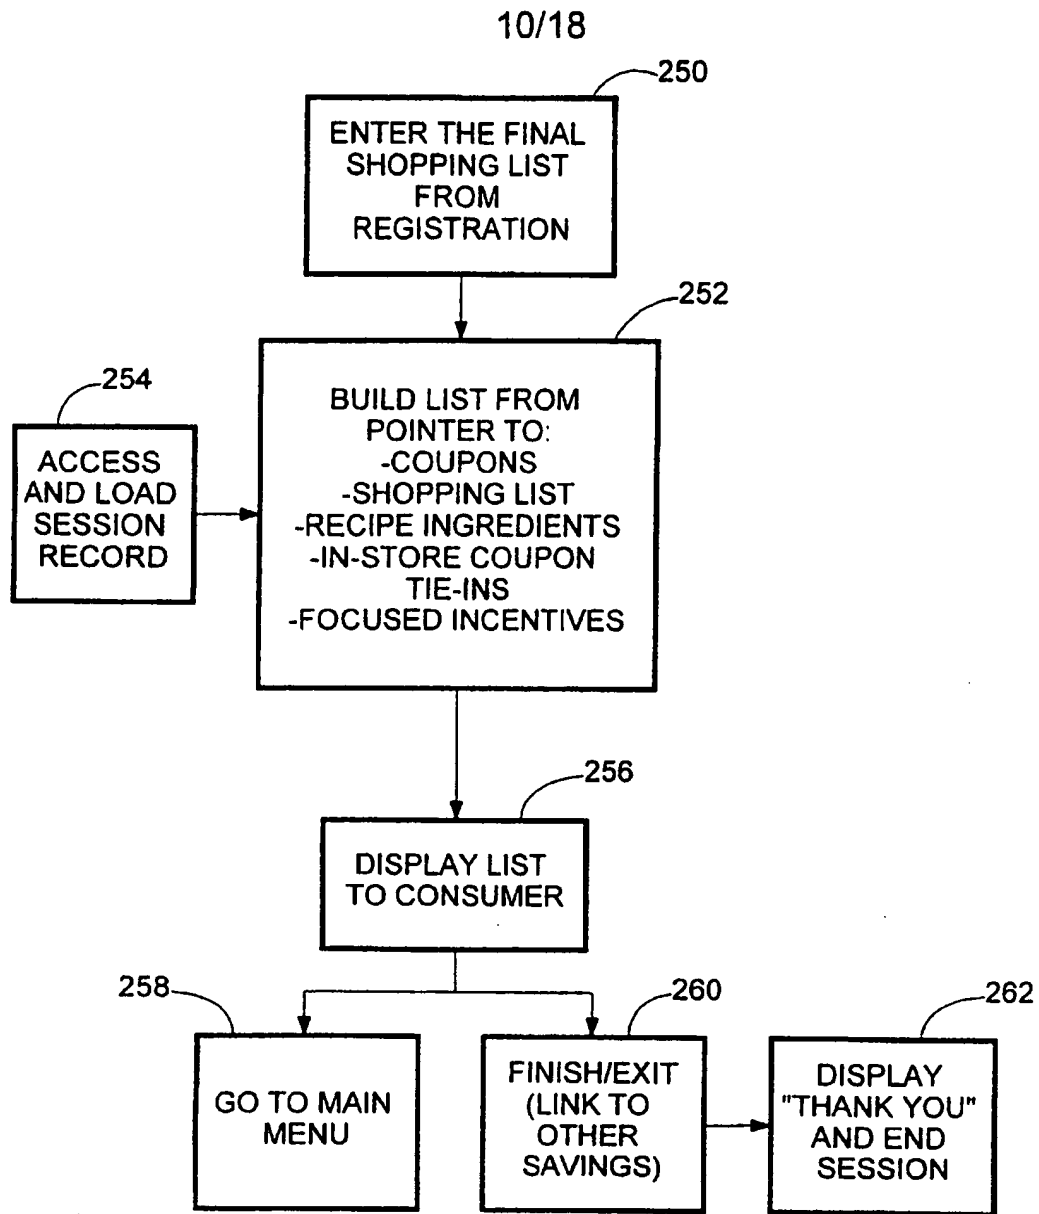 10/18
250
ENTER THE FINAL
SHOPPING LIST
FROM
REGISTRATION
252
BUILD LIST FROM
POINTER TO:
-COUPONS
-SHOPPING LIST
-RECIPE INGREDIENTS
-IN-STORE COUPON
TIE-INS
-FOCUSED INCENTIVES
254
ACCESS
AND LOAD
SESSION
RECORD
256
DISPLAY LIST
TO CONSUMER
258
GO TO MAIN
MENU
260
FINISH/EXIT
(LINK TO
OTHER
SAVINGS)
262
DISPLAY
"THANK YOU"
AND END
SESSION